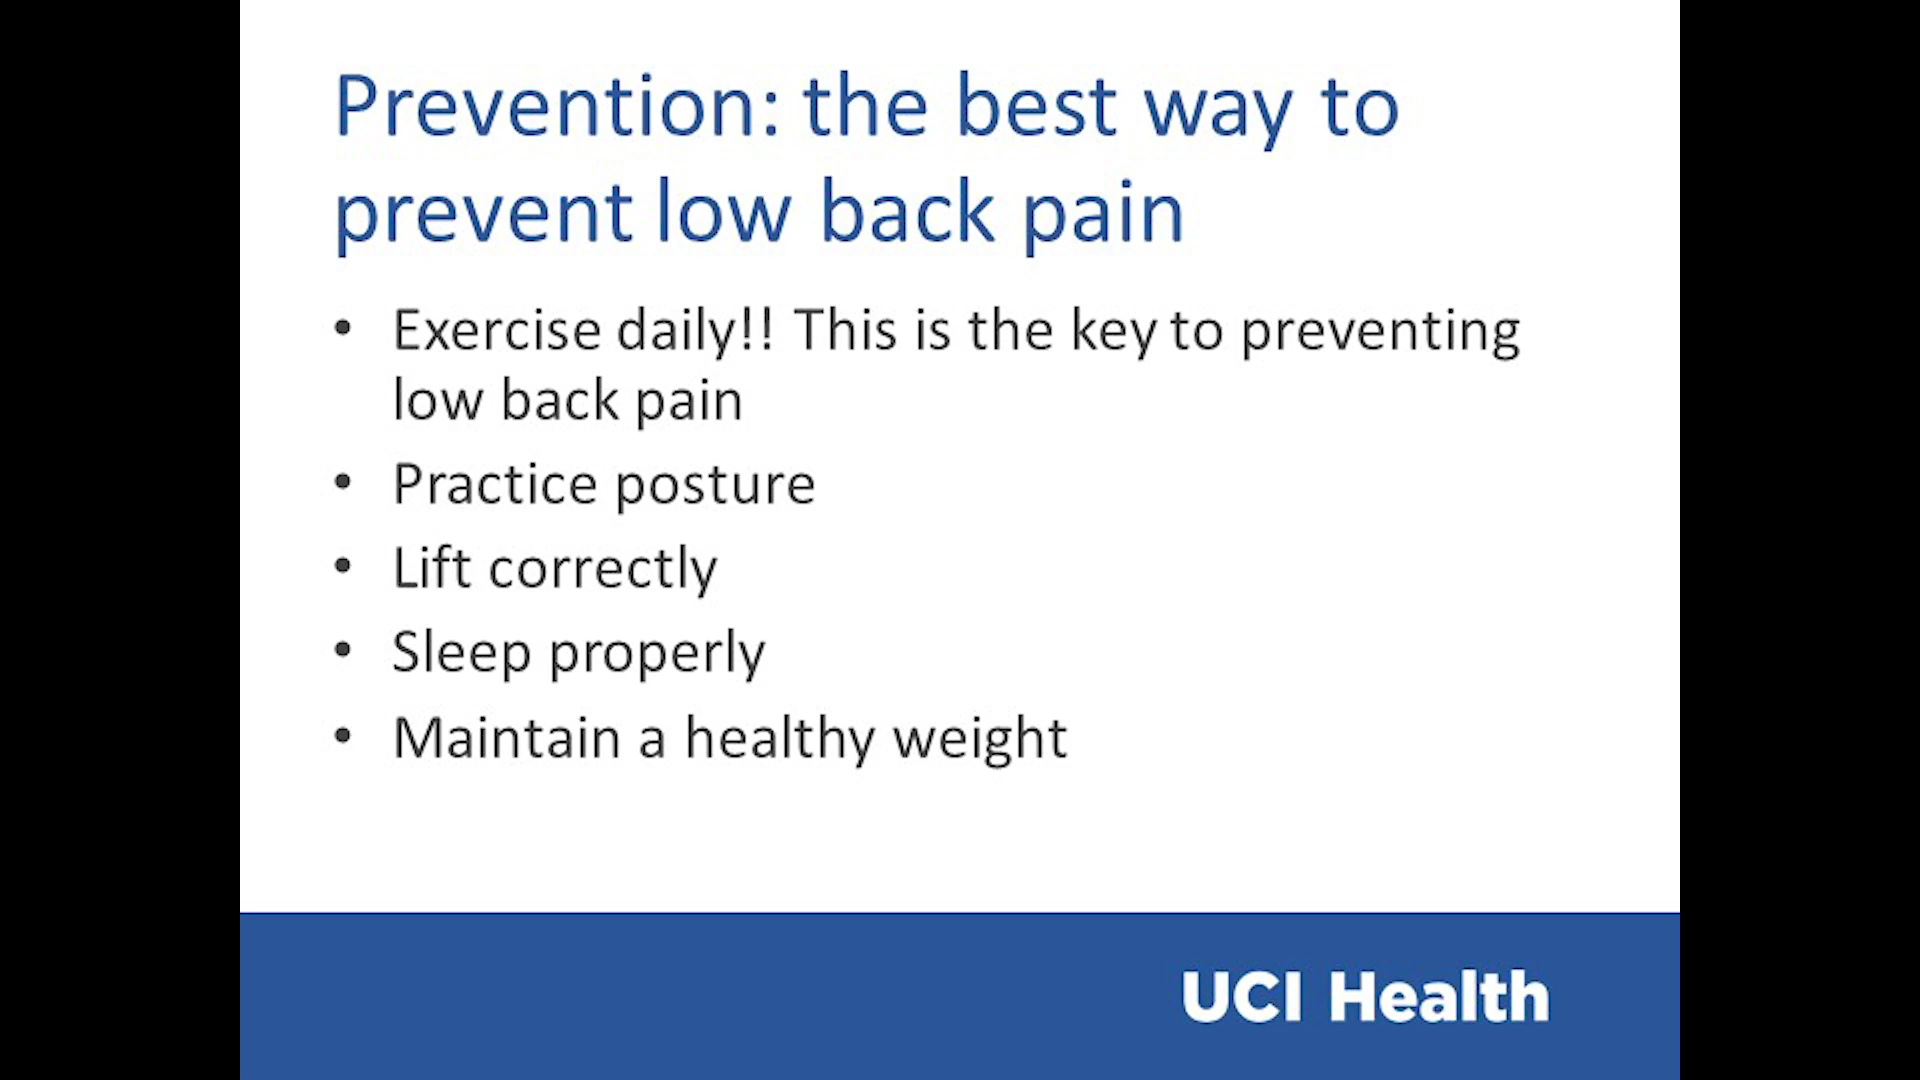 Prevention: the best way to
prevent low back pain
• Exercise daily!! This is the key to preventing
low back pain
• Practice posture
• Lift correctly
• Sleep properly
• Maintain a healthy weight
UCI Health